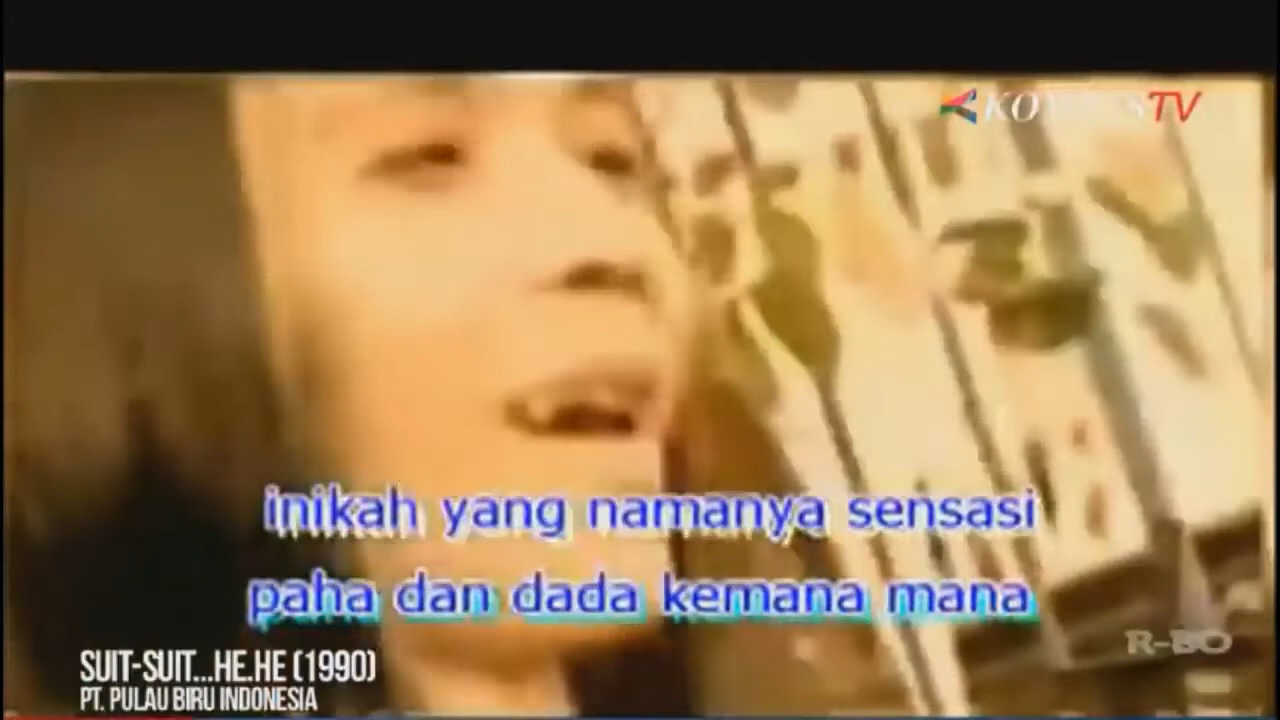 KOMPASTV
inikah yang namanya sensasi
paha dan dada kemana mana
R-BO
SUIT-SUIT...HE.HE (1990)
PT. PULAU BIRU INDONESIA